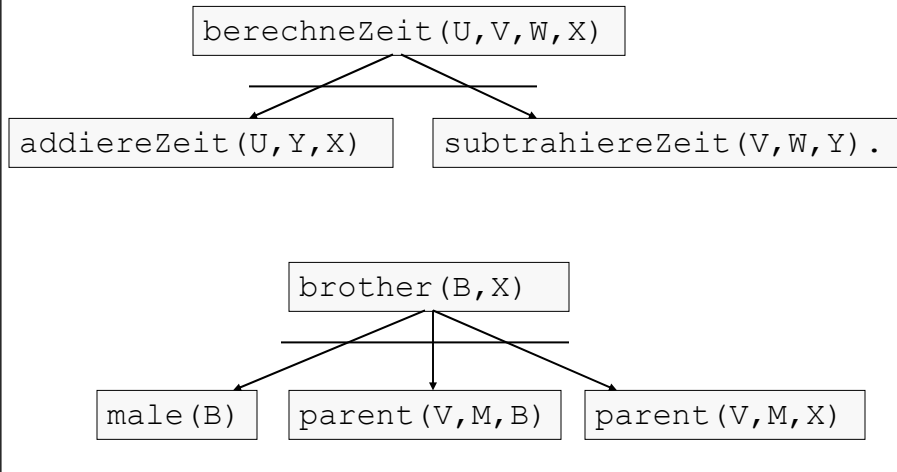 berechneZeit(U,V,W,X)
addiereZeit(U,Y,X)
subtrahiereZeit(V,W,Y).
brother(B,X)
male(B)
parent(V,M,B)
parent(V,M,X)